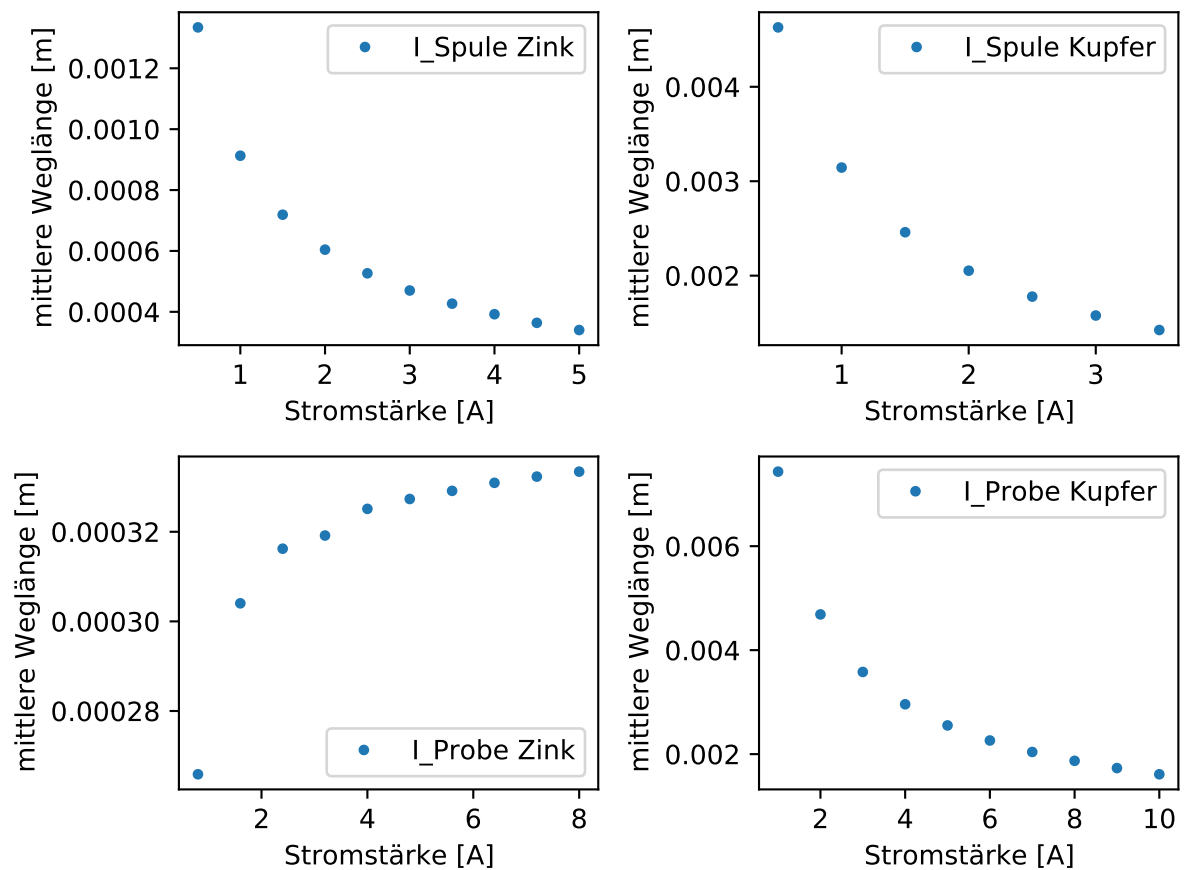 mittlere Weglänge [m]
0.0012
0.0010
0.0008
0.0006
0.0004
I_Spule Zink
1 2 3 4 5
Stromstärke [A]
mittlere Weglänge [m]
0.004
0.003
0.002
I_Spule Kupfer
1 2 3
Stromstärke [A]
mittlere Weglänge [m]
0.00032
0.00030
0.00028
I_Probe Zink
2 4 6 8
Stromstärke [A]
mittlere Weglänge [m]
0.006
0.004
0.002
I_Probe Kupfer
2 4 6 8 10
Stromstärke [A]